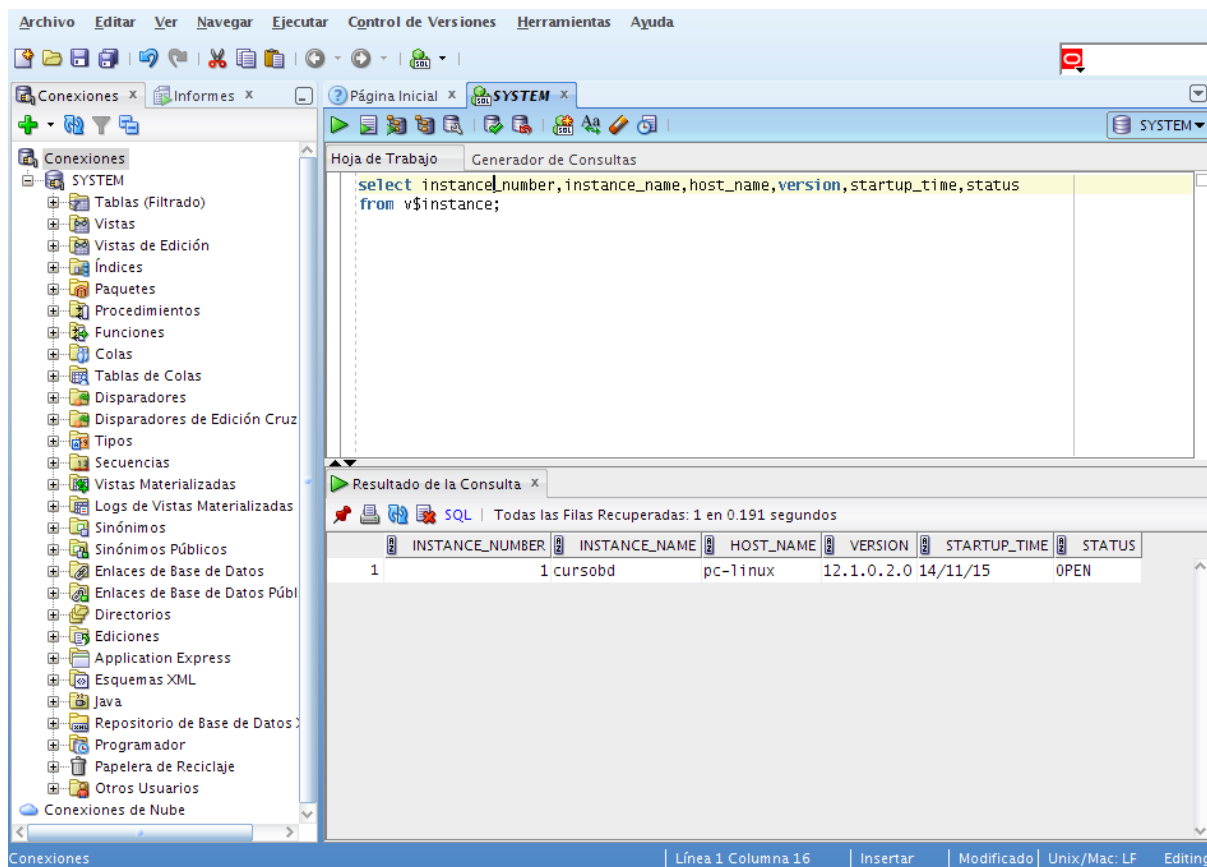 Archivo Editar Ver Navegar Ejecutar Control de Versiones Herramientas Ayuda
Conexiones x Informes x
Página Inicial x SYSTEM x
SYSTEM
Hoja de Trabajo Generador de Consultas
select instance_number,instance_name,host_name,version,startup_time,status
from v$instance;
Conexiones
SYSTEM
Tablas (Filtrado)
Vistas
Vistas de Edición
Índices
Paquetes
Procedimientos
Funciones
Colas
Tablas de Colas
Disparadores
Disparadores de Edición Cruz
Tipos
Secuencias
Vistas Materializadas
Logs de Vistas Materializadas
Sinónimos
Sinónimos Públicos
Enlaces de Base de Datos
Enlaces de Base de Datos Públ
Directorios
Ediciones
Application Express
Esquemas XML
Java
Repositorio de Base de Datos
Programador
Papelera de Reciclaje
Otros Usuarios
Conexiones de Nube
Resultado de la Consulta x
SQL | Todas las Filas Recuperadas: 1 en 0.191 segundos
INSTANCE_NUMBER INSTANCE_NAME HOST_NAME VERSION STARTUP_TIME STATUS
1 1 cursobd pc-linux 12.1.0.2.0 14/11/15 OPEN
Conexiones Línea 1 Columna 16 Insertar Modificado Unix/Mac: LF Editing